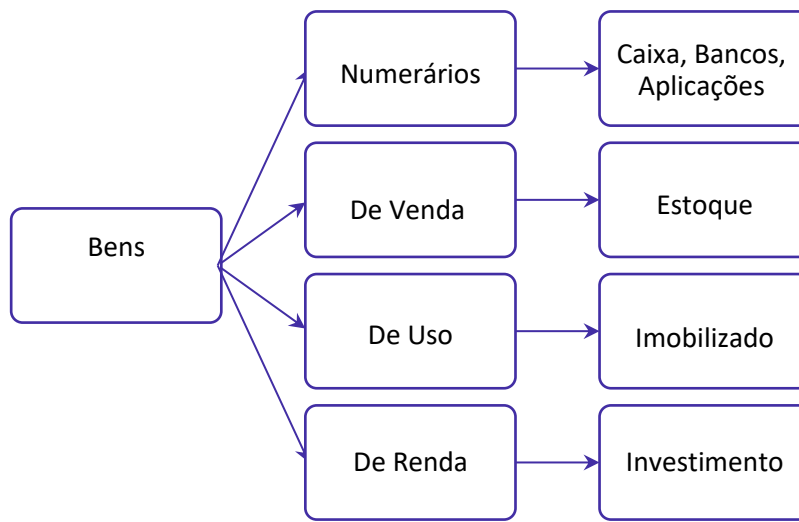 Bens
Numerários
Caixa, Bancos,
Aplicações
De Venda
Estoque
De Uso
Imobilizado
De Renda
Investimento